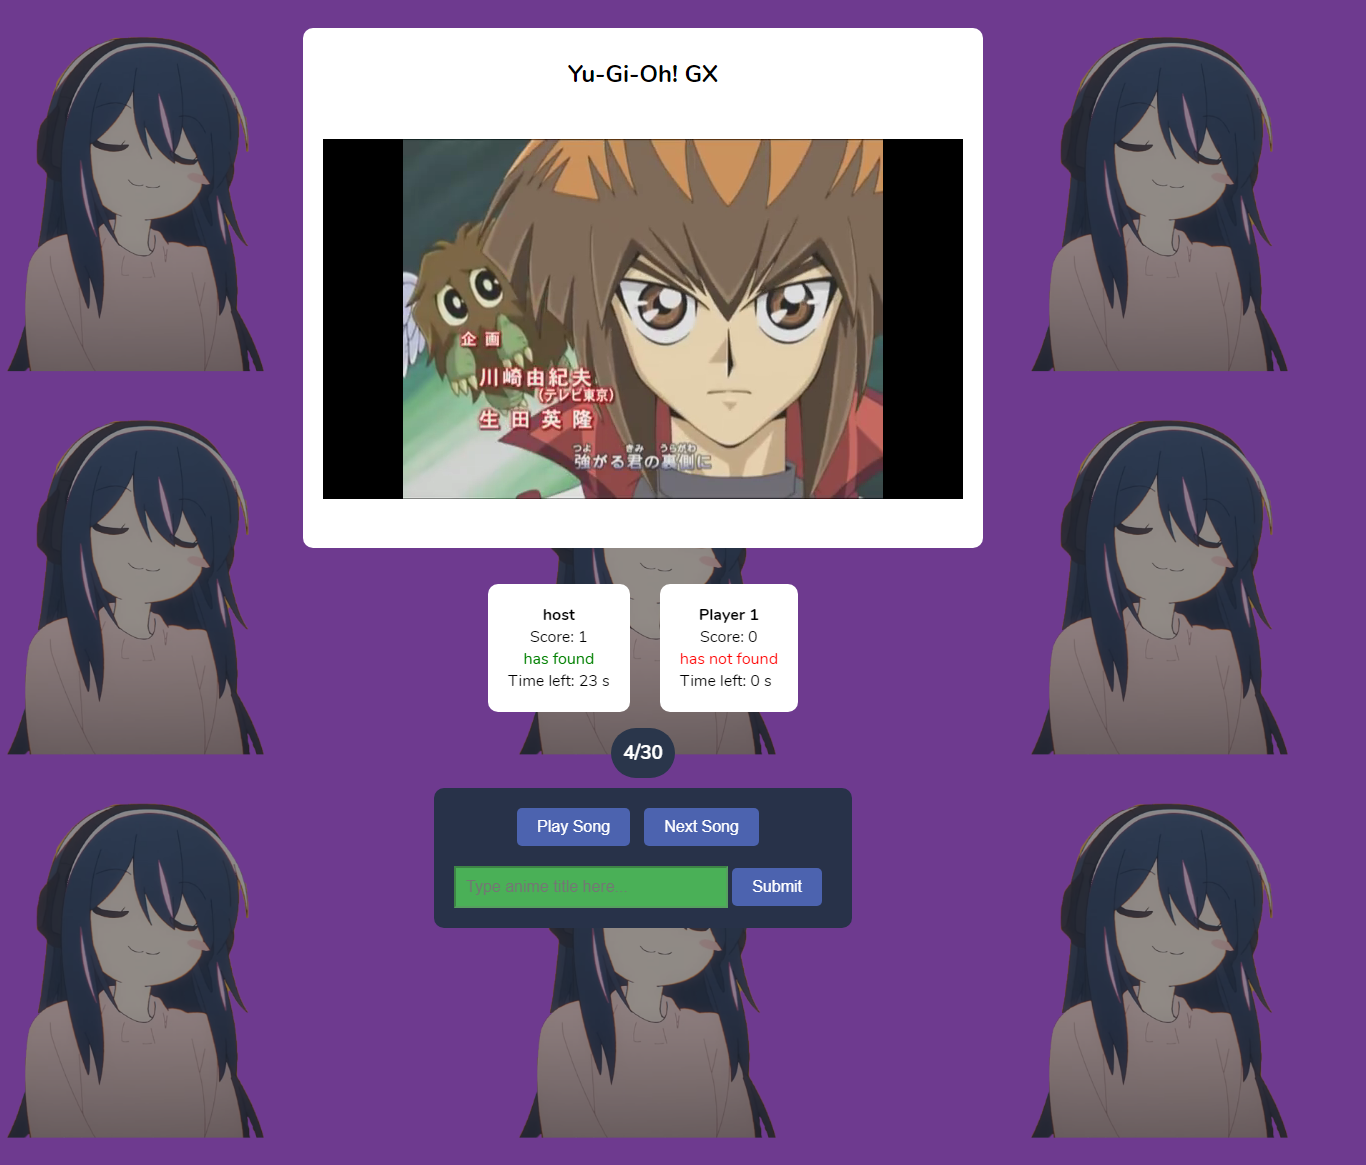 Yu-Gi-Oh! GX
企画
川崎由紀夫
(テレビ東京)
生田英隆
つよ きみ うらがわ
強がる君の裏側に
host
Score: 1
has found
Time left: 23 s
Player 1
Score: 0
has not found
Time left: 0 s
4/30
Play Song
Next Song
Type anime title here...
Submit